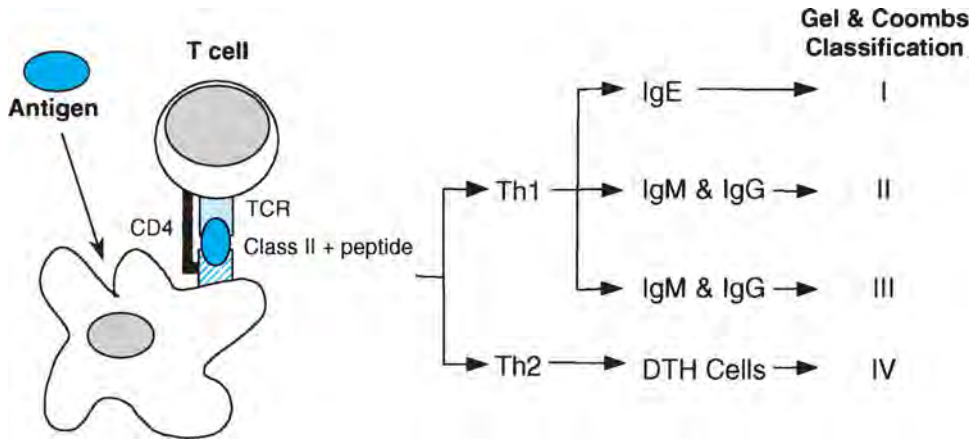 Gel & Coombs
Classification
T cell
Antigen
IgE
I
Th1
IgM & IgG
II
TCR
CD4
Class II + peptide
IgM & IgG
III
Th2
DTH Cells
IV